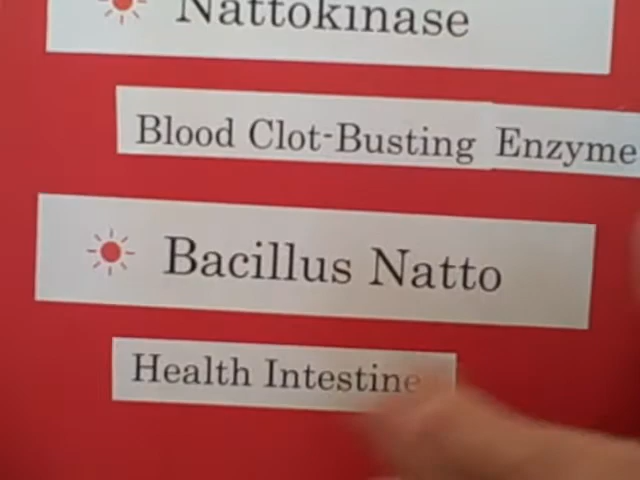 Nattokinase
Blood Clot-Busting Enzyme
Bacillus Natto
Health Intestine